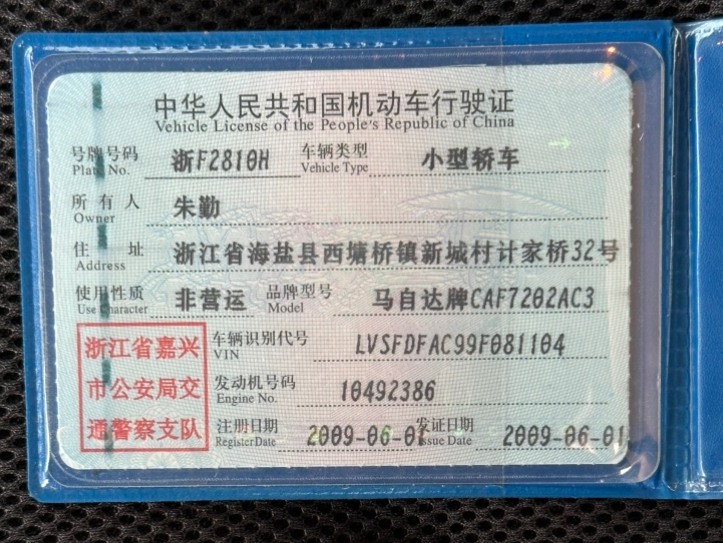 中华人民共和国机动车行驶证
Vehicle License of the People's Republic of China
号牌号码 Plate No. 浙F2810H 车辆类型 Vehicle Type 小型轿车
所有人 Owner 朱勤
住址 Address 浙江省海盐县西塘桥镇新城村计家桥32号
使用性质 Use Character 非营运 品牌型号 Model 马自达牌CAF7202AC3
车辆识别代号 VIN LVSFDFAC99F081104
发动机号码 Engine No. 10492386
注册日期 Register Date 2009-06-01 发证日期 Issue Date 2009-06-01
浙江省嘉兴
市公安局交
通警察支队